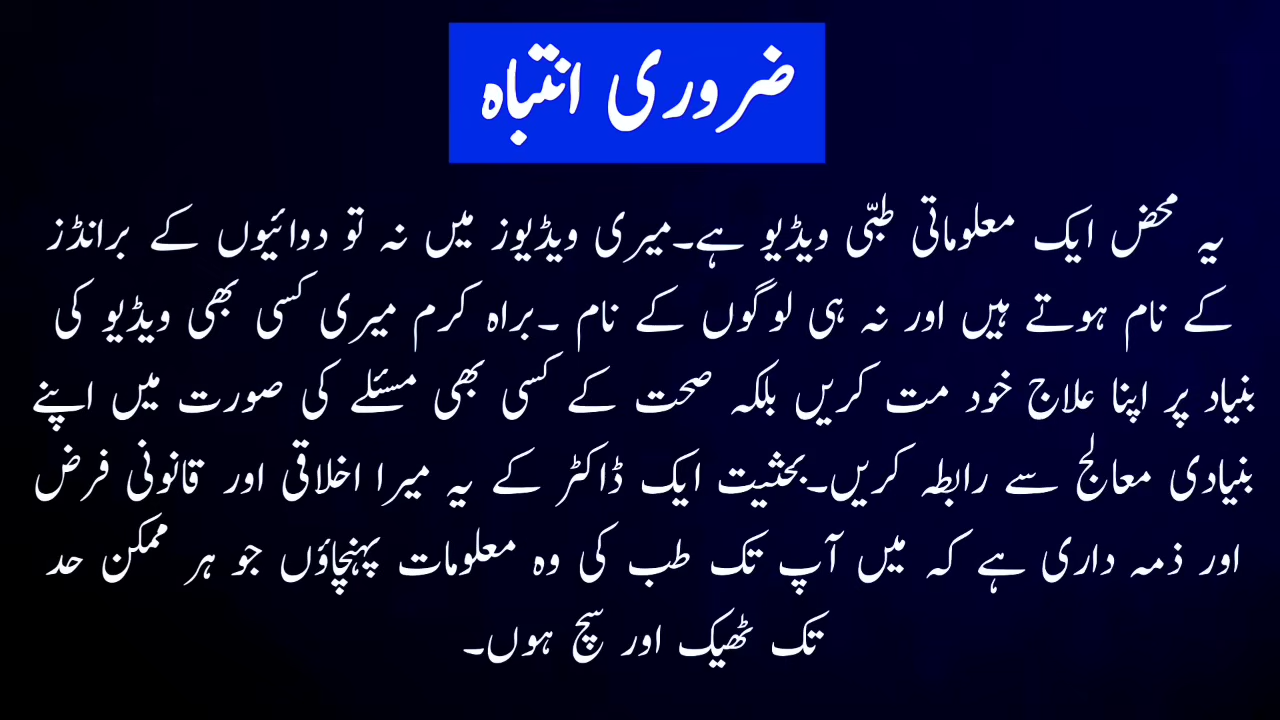 ضروری انتباہ
یہ محض ایک معلوماتی طبّی ویڈیو ہے۔میری ویڈیوز میں نہ تو دوائیوں کے برانڈز
کے نام ہوتے ہیں اور نہ ہی لوگوں کے نام ۔براہ کرم میری کسی بھی ویڈیو کی
بنیاد پر اپنا علاج خود مت کریں بلکہ صحت کے کسی بھی مسئلے کی صورت میں اپنے
بنیادی معالج سے رابطہ کریں۔بحثیت ایک ڈاکٹر کے یہ میرا اخلاقی اور قانونی فرض
اور ذمہ داری ہے کہ میں آپ تک طب کی وہ معلومات پہنچاؤں جو ہر ممکن حد
تک ٹھیک اور سچ ہوں۔